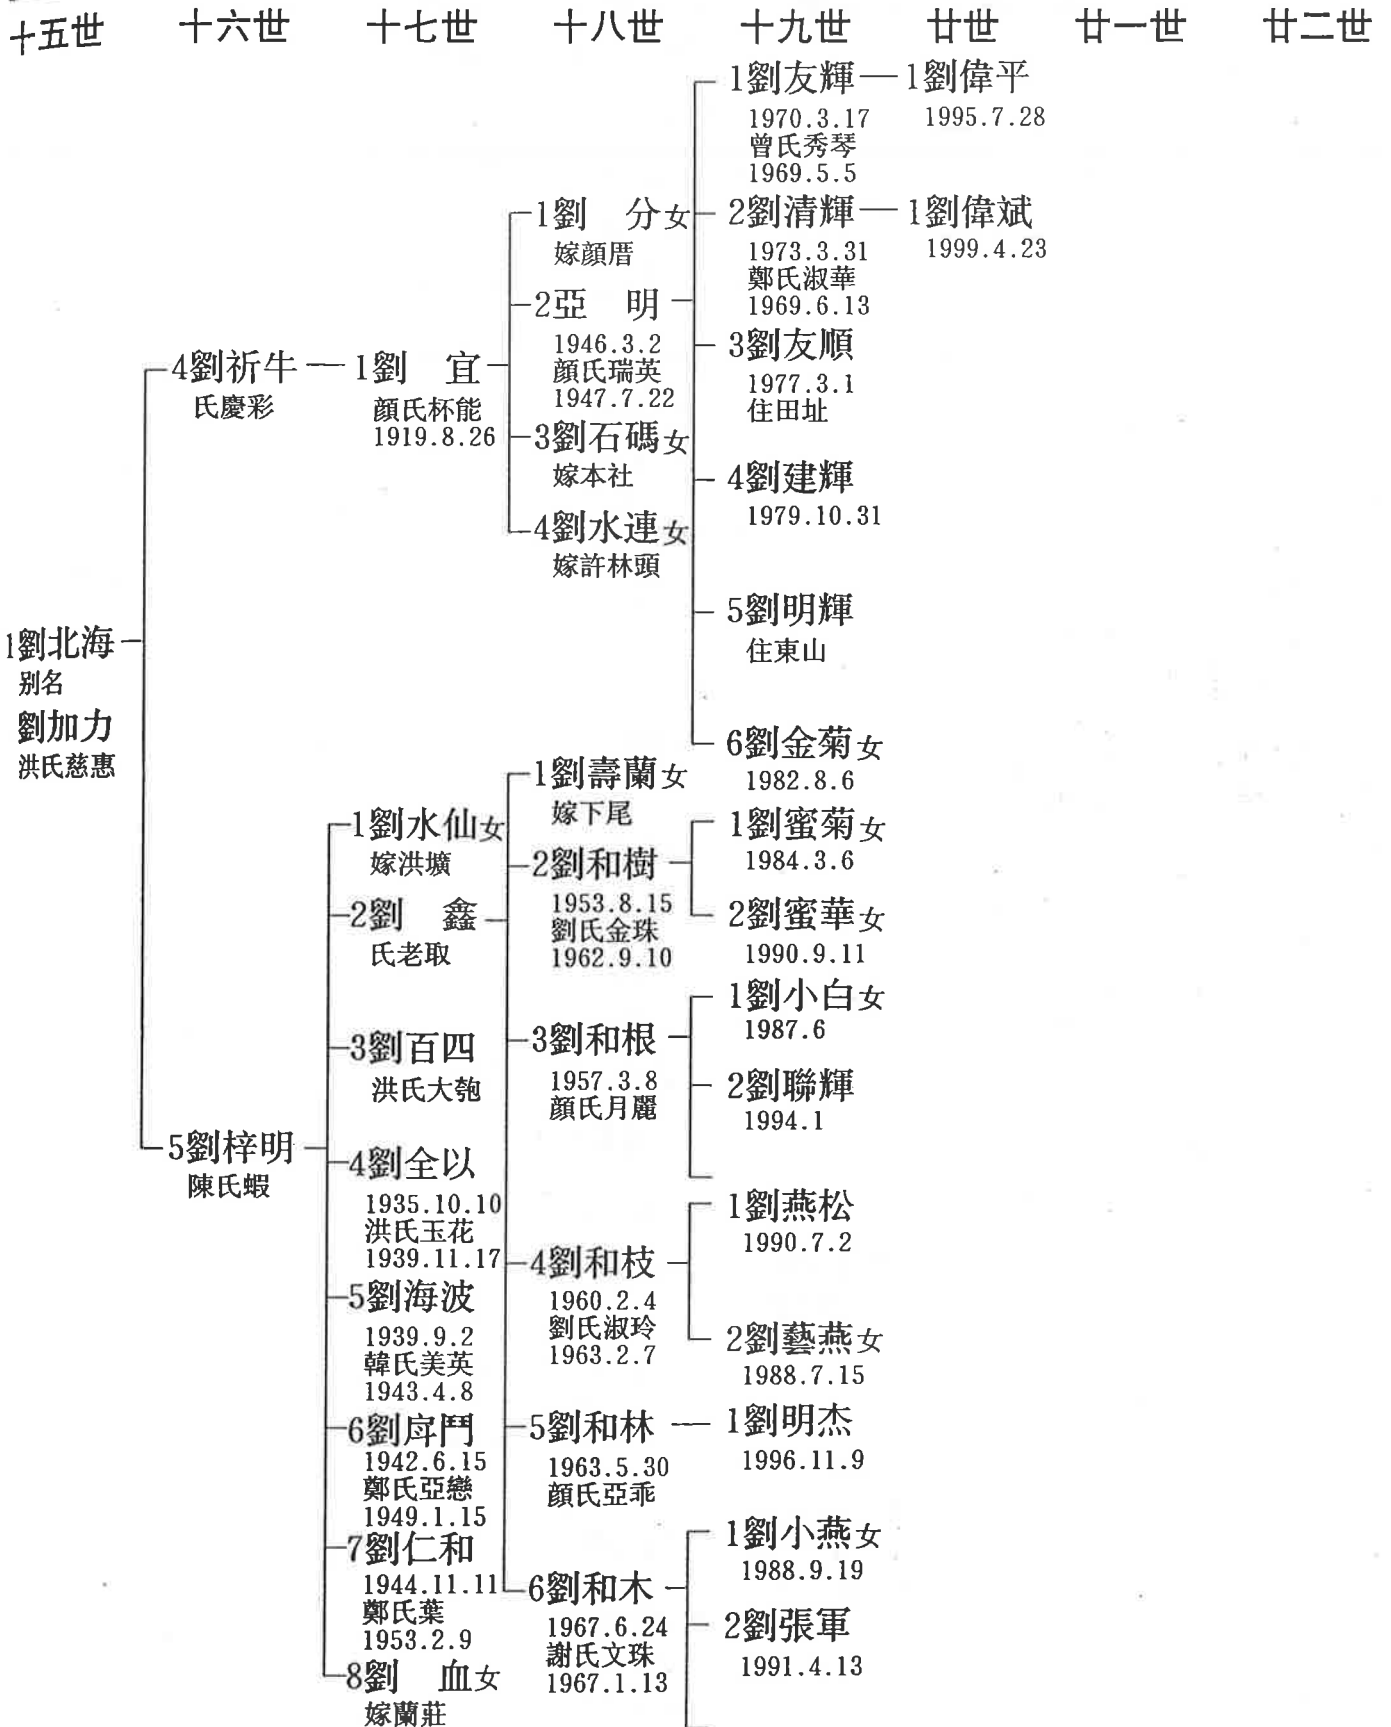 十五世 十六世 十七世 十八世 十九世 廿世 廿一世 廿二世
1劉北海
别名
劉加力
洪氏慈惠
4劉祈牛
氏慶彩
5劉梓明
陳氏蝦
1劉 宜
顏氏杯能
1919.8.26
1劉水仙女
嫁洪壙
2劉 鑫
氏老取
3劉百四
洪氏大匏
4劉全以
1935.10.10
洪氏玉花
1939.11.17
5劉海波
1939.9.2
韓氏美英
1943.4.8
6劉戽鬥
1942.6.15
鄭氏亞戀
1949.1.15
7劉仁和
1944.11.11
鄭氏葉
1953.2.9
8劉 血女
嫁蘭莊
1劉 分女
嫁顏厝
2亞 明
1946.3.2
顏氏瑞英
1947.7.22
3劉石碼女
嫁本社
4劉水連女
嫁許林頭
1劉壽蘭女
嫁下尾
2劉和樹
1953.8.15
劉氏金珠
1962.9.10
3劉和根
1957.3.8
顏氏月麗
4劉和枝
1960.2.4
劉氏淑玲
1963.2.7
5劉和林
1963.5.30
顏氏亞乖
6劉和木
1967.6.24
謝氏文珠
1967.1.13
1劉友輝
1970.3.17
曾氏秀琴
1969.5.5
2劉清輝
1973.3.31
鄭氏淑華
1969.6.13
3劉友順
1977.3.1
住田址
4劉建輝
1979.10.31
5劉明輝
住東山
6劉金菊女
1982.8.6
1劉蜜菊女
1984.3.6
2劉蜜華女
1990.9.11
1劉小白女
1987.6
2劉聯輝
1994.1
1劉燕松
1990.7.2
2劉藝燕女
1988.7.15
1劉明杰
1996.11.9
1劉小燕女
1988.9.19
2劉張軍
1991.4.13
1劉偉平
1995.7.28
1劉偉斌
1999.4.23